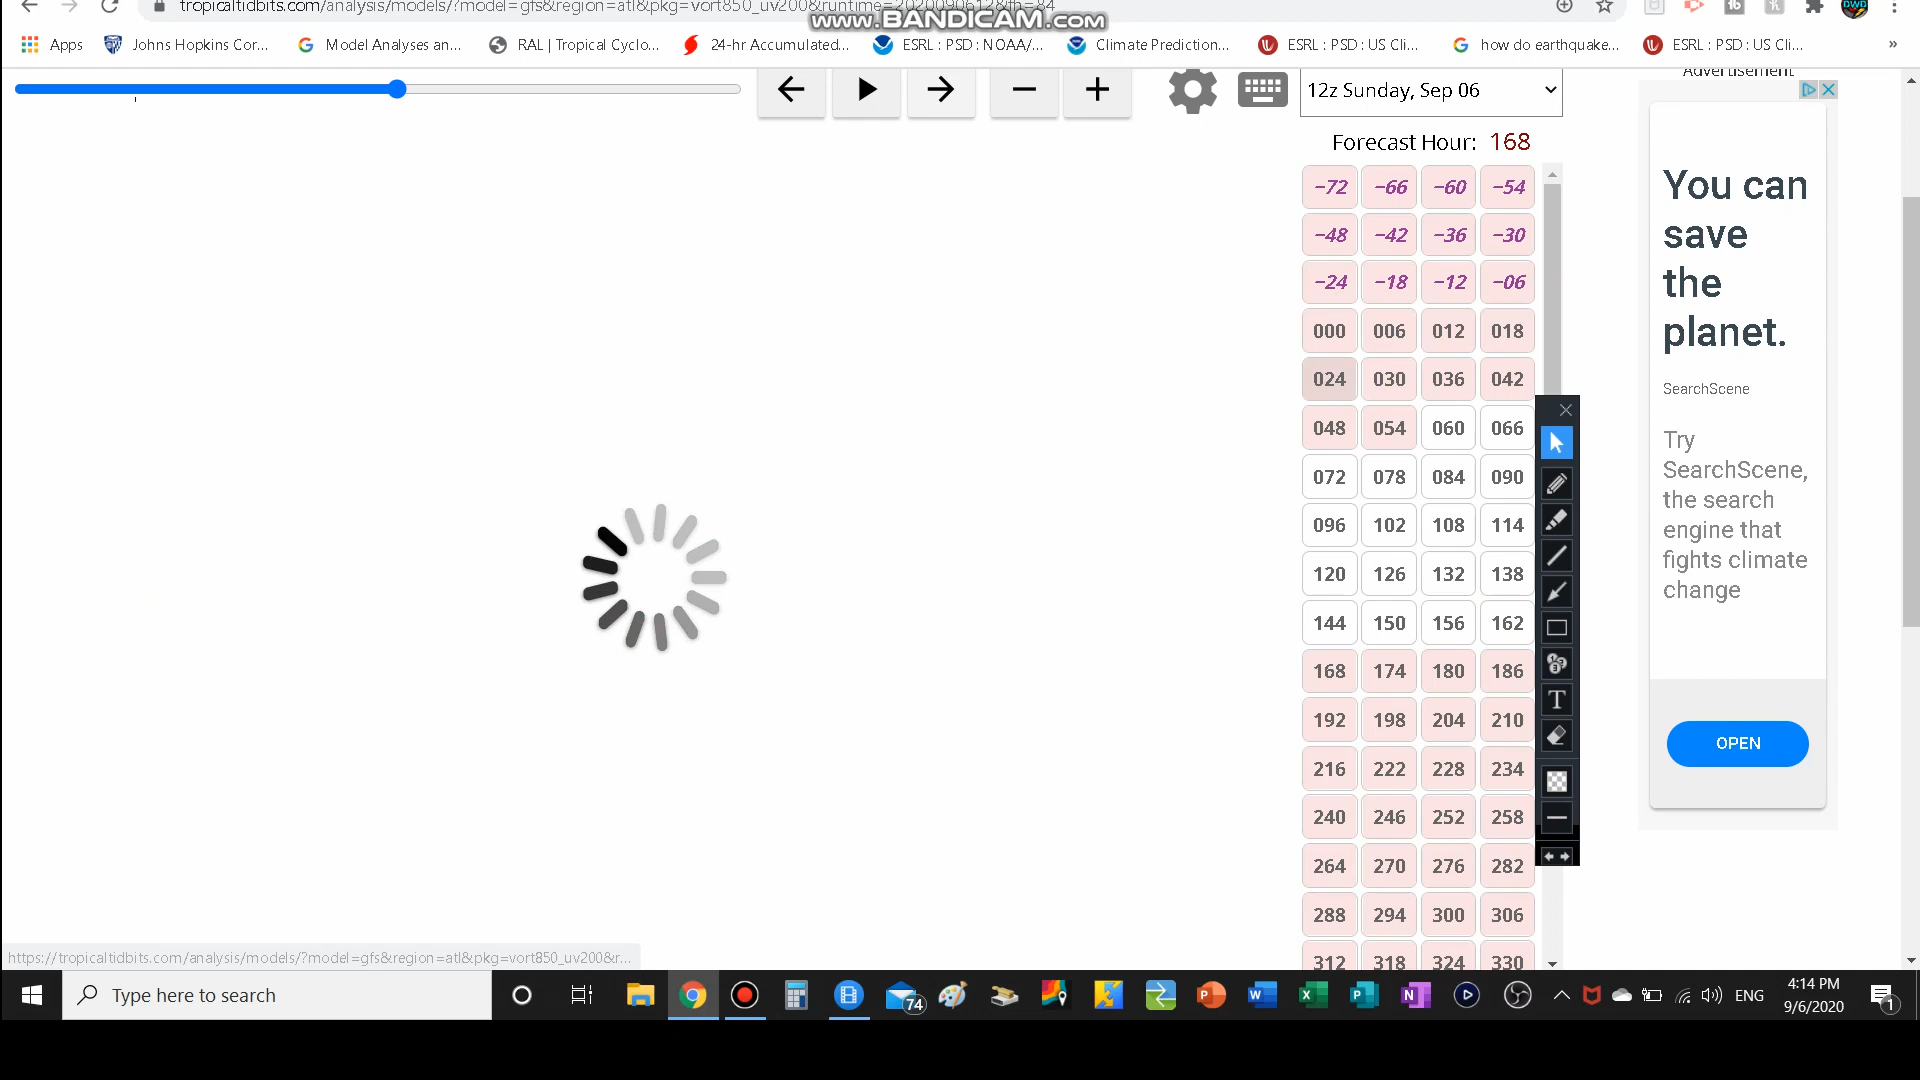 tropicaltidbits.com/analysis/models/?model=gfs&region=atl&pkg=vort850_uv200&runtime=2020090612&fh=84
www.BANDICAM.com
Apps
Johns Hopkins Cor...
Model Analyses an...
RAL | Tropical Cyclo...
24-hr Accumulated...
ESRL : PSD : NOAA/...
Climate Prediction...
ESRL : PSD : US Cli...
how do earthquake...
ESRL : PSD : US Cli...
»
12z Sunday, Sep 06
Forecast Hour: 168
−72 −66 −60 −54
−48 −42 −36 −30
−24 −18 −12 −06
000 006 012 018
024 030 036 042
048 054 060 066
072 078 084 090
096 102 108 114
120 126 132 138
144 150 156 162
168 174 180 186
192 198 204 210
216 222 228 234
240 246 252 258
264 270 276 282
288 294 300 306
312 318 324 330
Advertisement
You can
save
the
planet.
SearchScene
Try
SearchScene,
the search
engine that
fights climate
change
OPEN
T
https://tropicaltidbits.com/analysis/models/?model=gfs&region=atl&pkg=vort850_uv200&r...
Type here to search
74
ENG
4:14 PM
9/6/2020
1